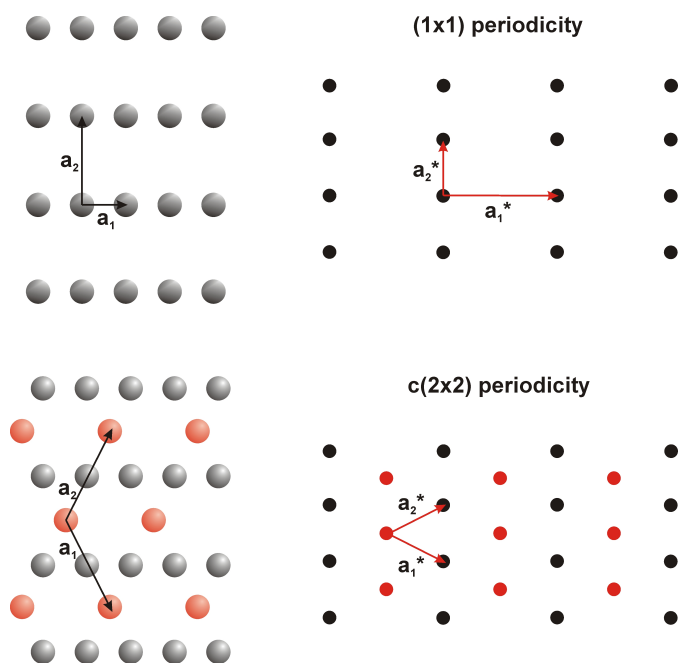 (1x1) periodicity
a₂
a₁
a₂*
a₁*
c(2x2) periodicity
a₂
a₁
a₂*
a₁*